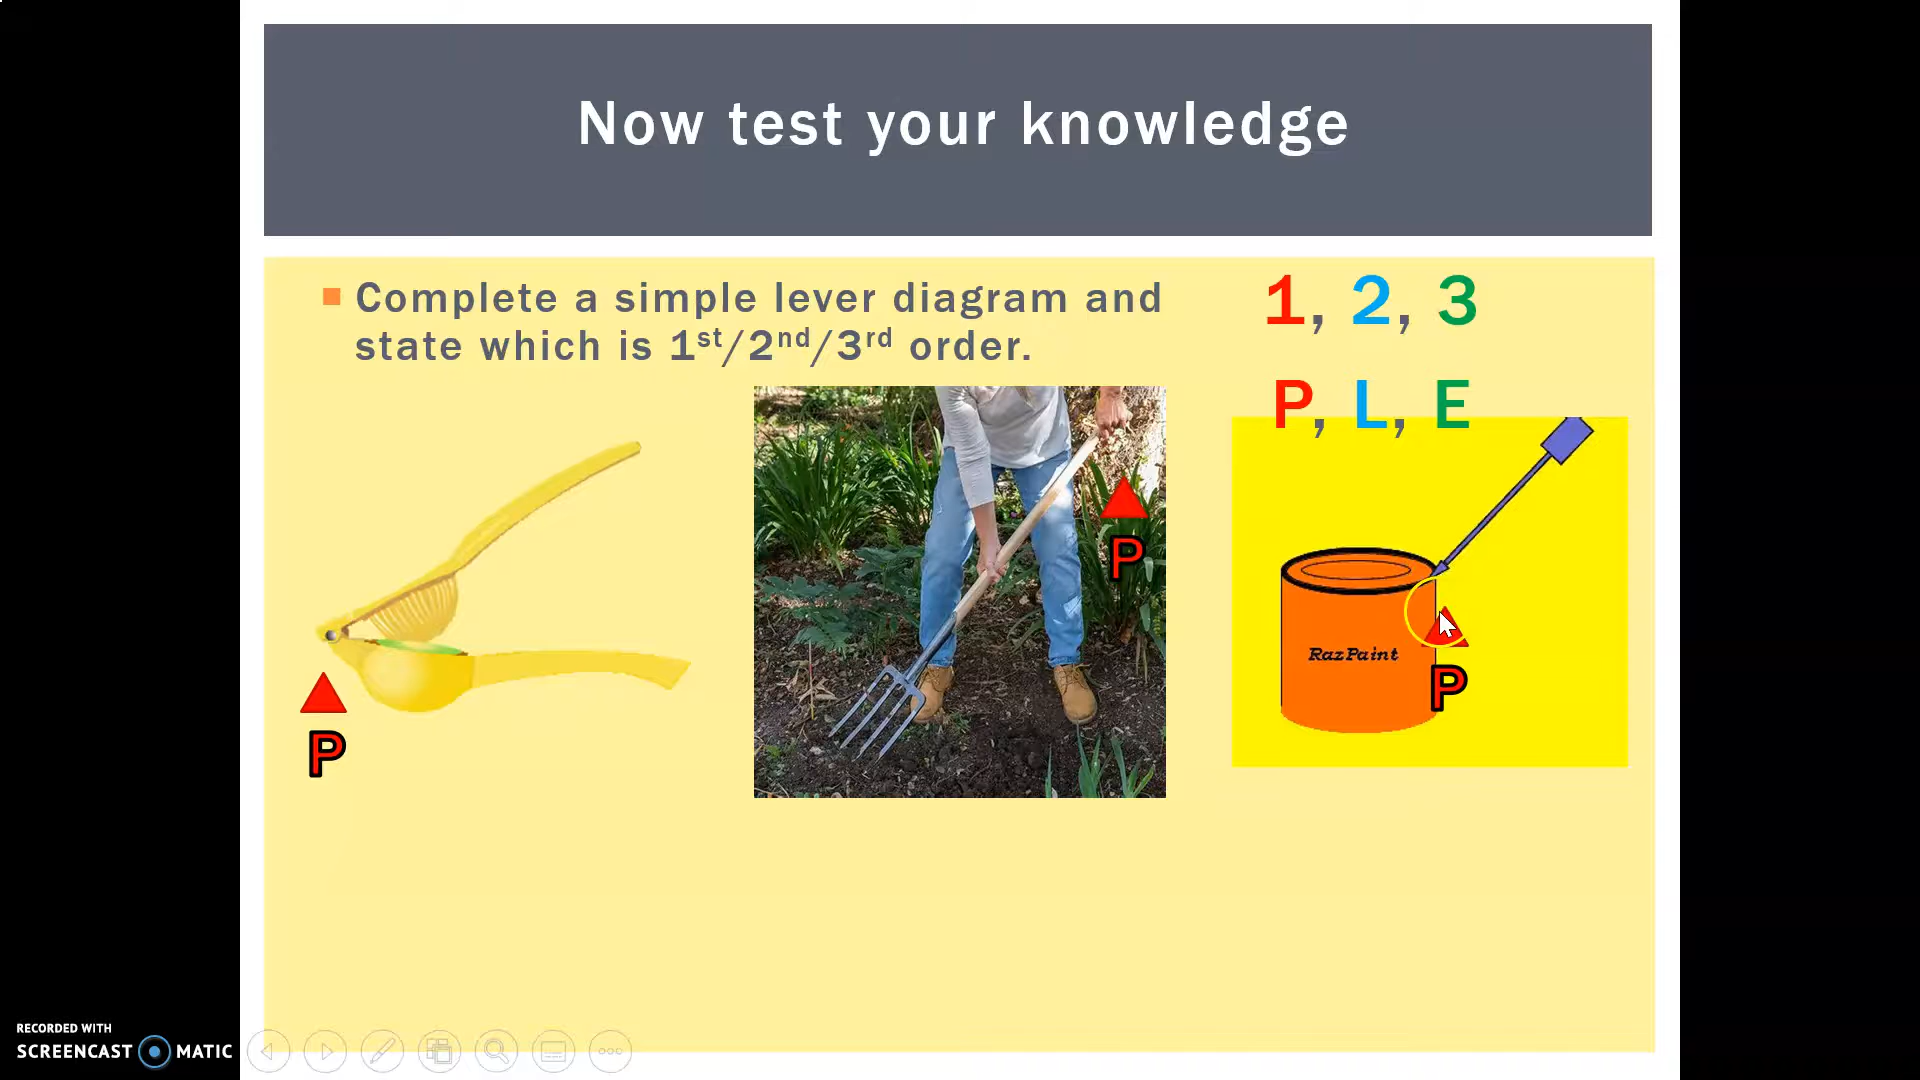 Now test your knowledge
Complete a simple lever diagram and
state which is 1st/2nd/3rd order.
1, 2, 3
P, L, E
P
P
RazPaint
P
RECORDED WITH
SCREENCAST MATIC